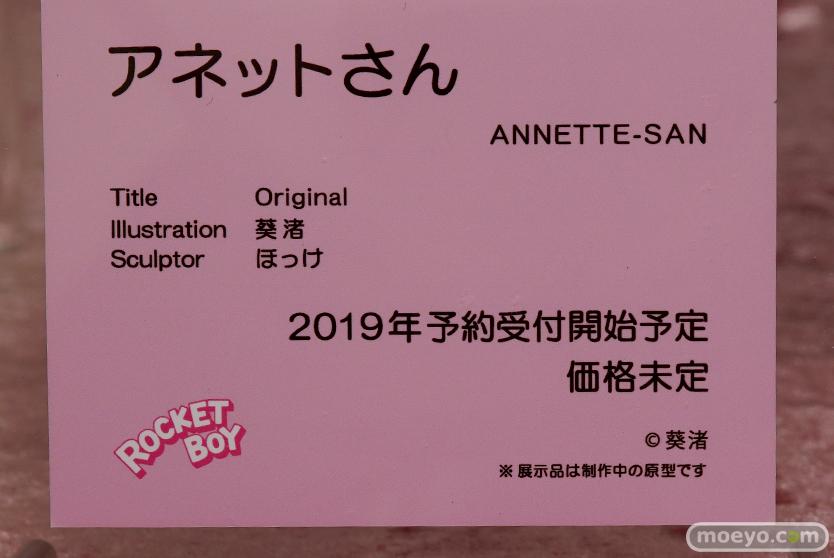 アネットさん
ANNETTE-SAN
Title Original
Illustration 葵渚
Sculptor ほっけ
2019年予約受付開始予定
価格未定
ROCKET
BOY
©葵渚
※展示品は制作中の原型です
moeyo.com